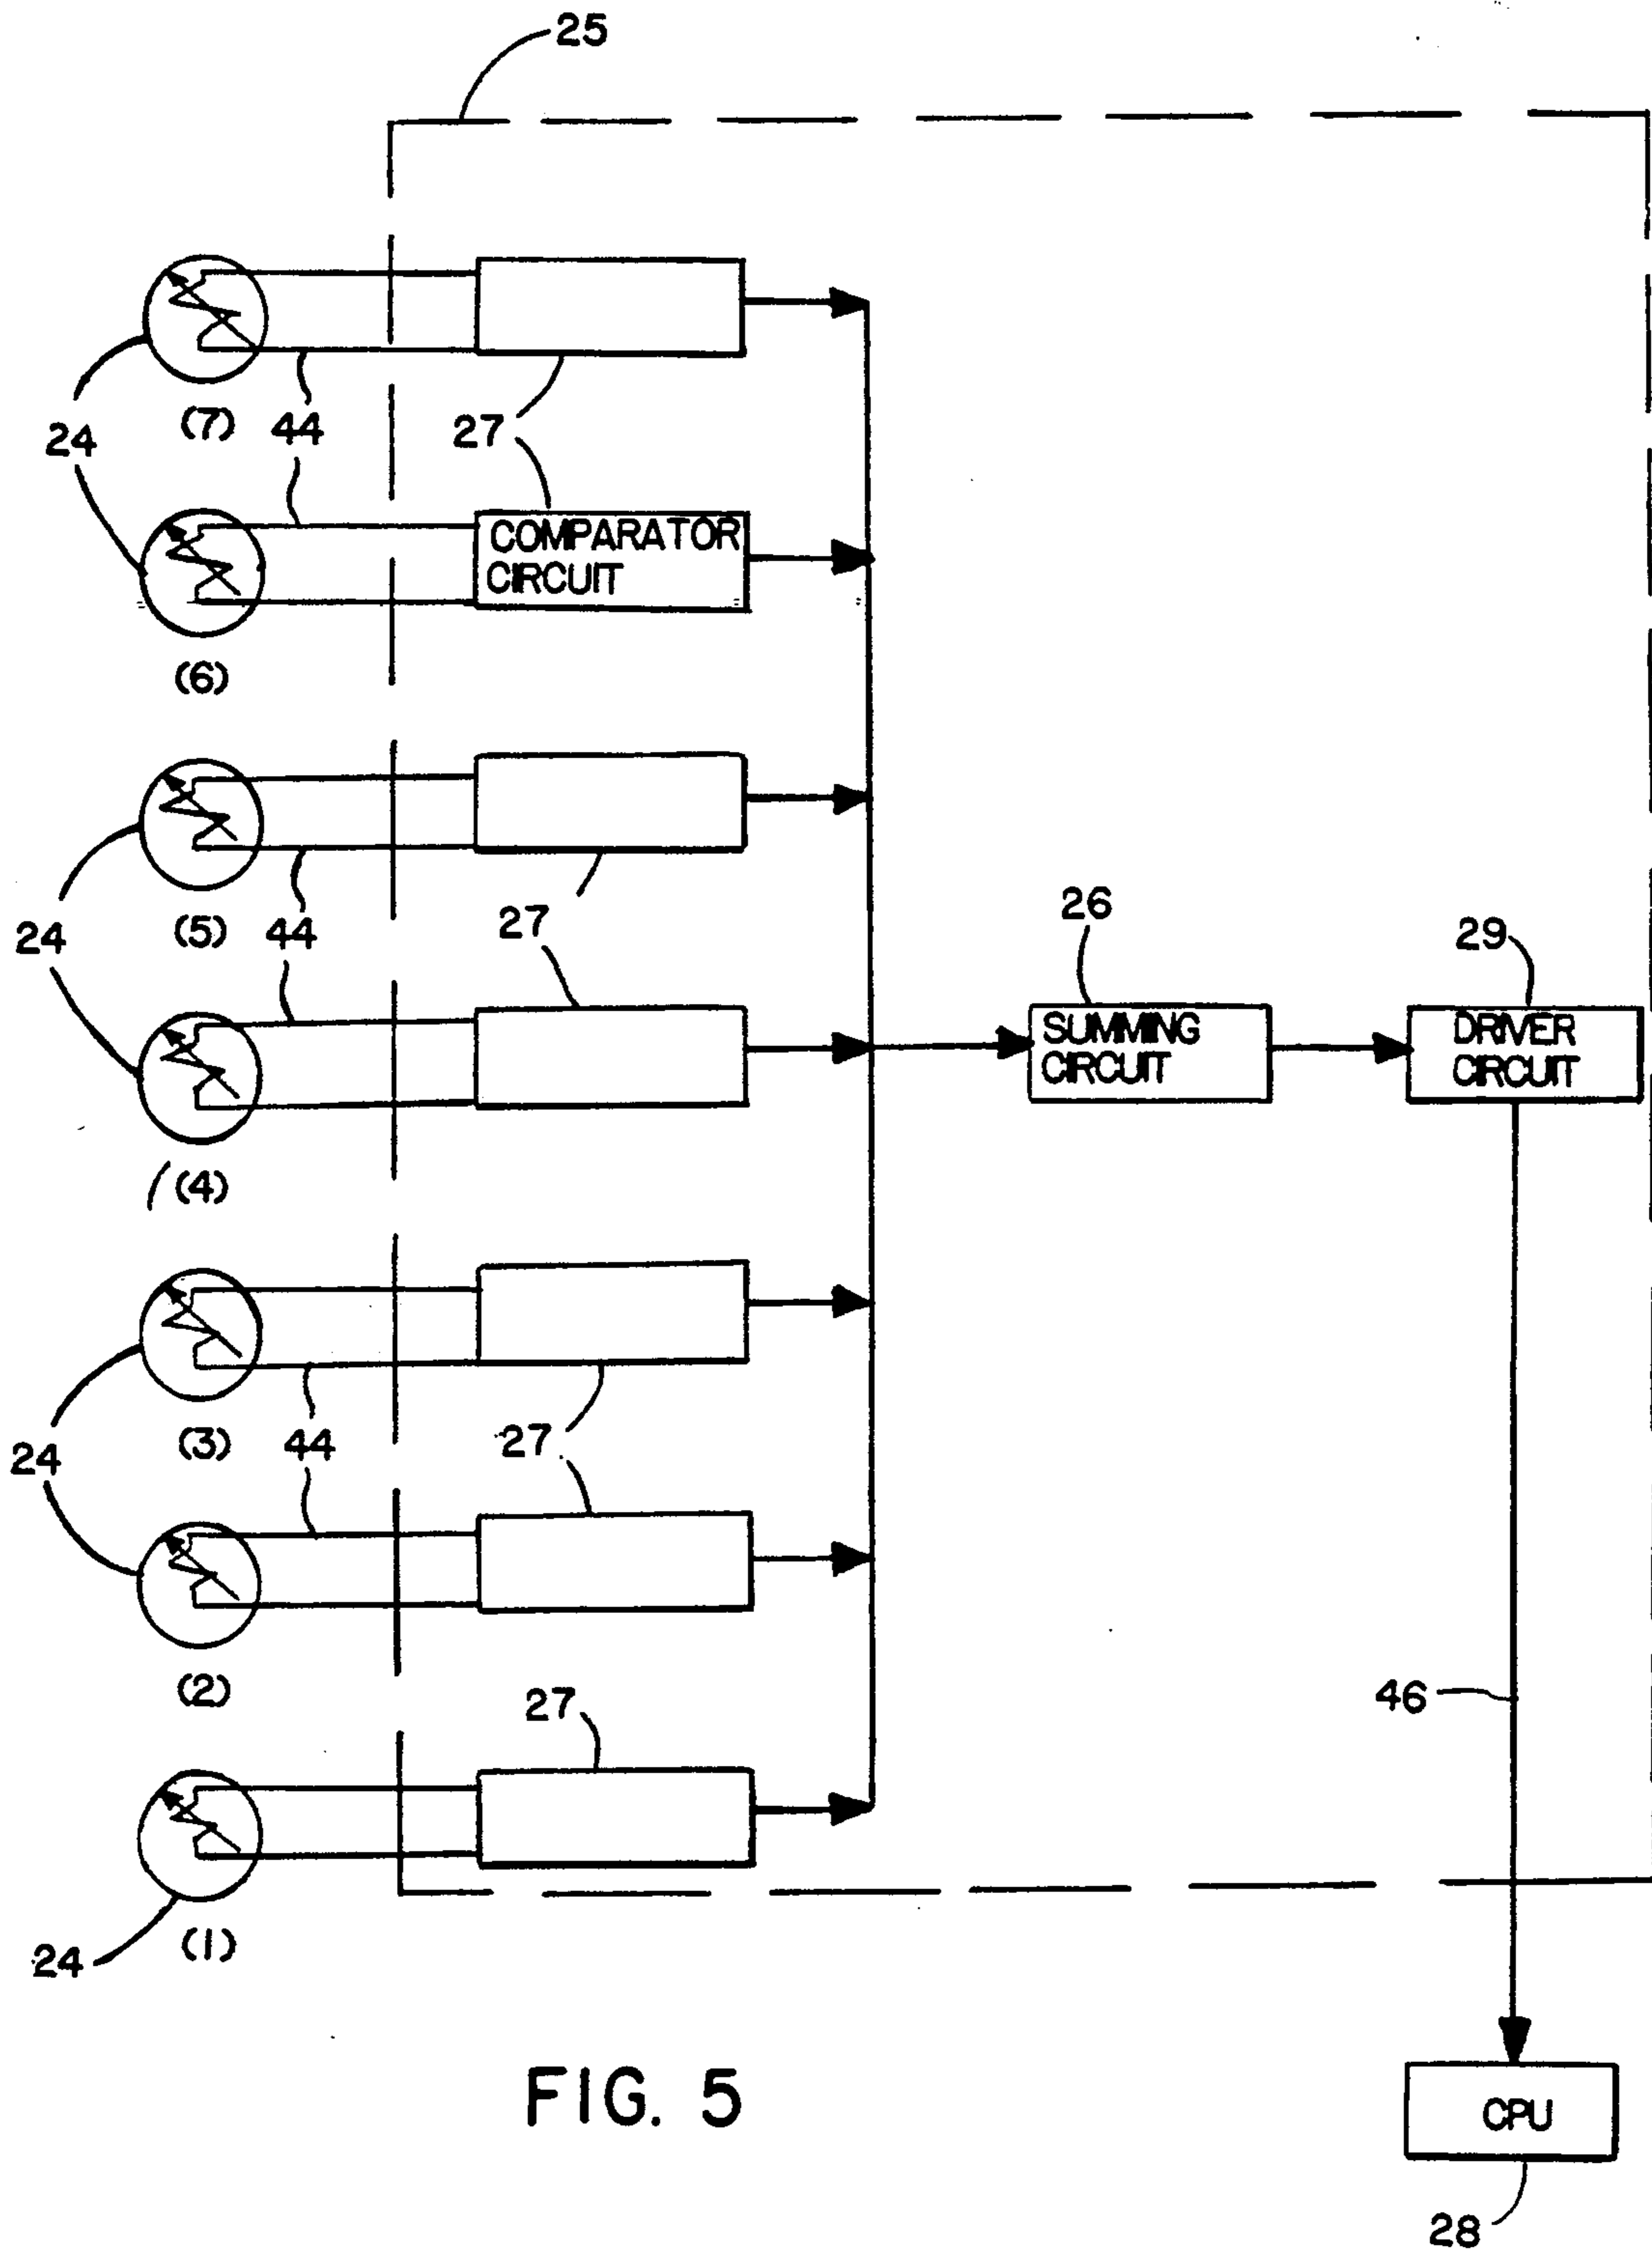 25
24
(7)
44
27
COMPARATOR
CIRCUIT
(6)
24
(5)
44
27
26
SUMMING
CIRCUIT
29
DRIVER
CIRCUIT
(4)
24
(3)
44
27
(2)
27
46
24
(1)
FIG. 5
CPU
28